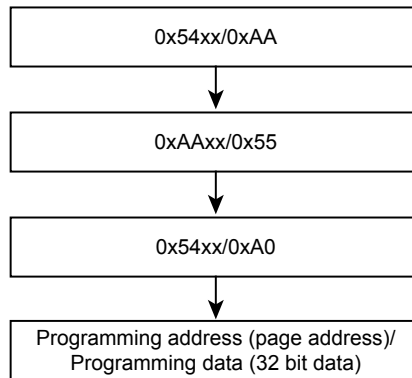 0x54xx/0xAA
0xAAxx/0x55
0x54xx/0xA0
Programming address (page address)/
Programming data (32 bit data)